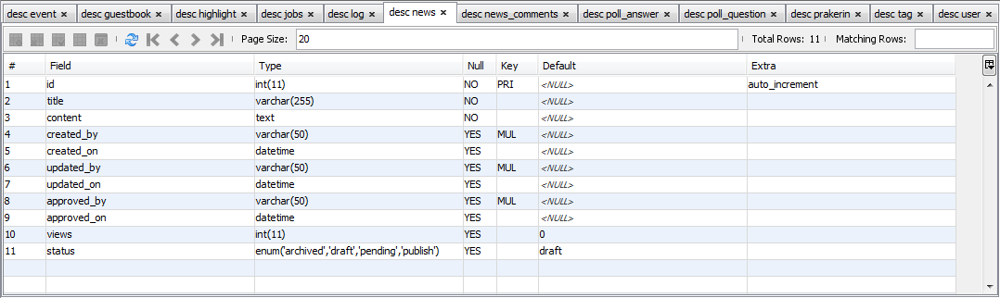 desc event desc guestbook desc highlight desc jobs desc log desc news desc news_comments desc poll_answer desc poll_question desc prakerin desc tag desc user
Page Size: 20 Total Rows: 11 Matching Rows:
# Field Type Null Key Default Extra
1 id int(11) NO PRI <NULL> auto_increment
2 title varchar(255) NO <NULL>
3 content text NO <NULL>
4 created_by varchar(50) YES MUL <NULL>
5 created_on datetime YES <NULL>
6 updated_by varchar(50) YES MUL <NULL>
7 updated_on datetime YES <NULL>
8 approved_by varchar(50) YES MUL <NULL>
9 approved_on datetime YES <NULL>
10 views int(11) YES 0
11 status enum('archived','draft','pending','publish') YES draft